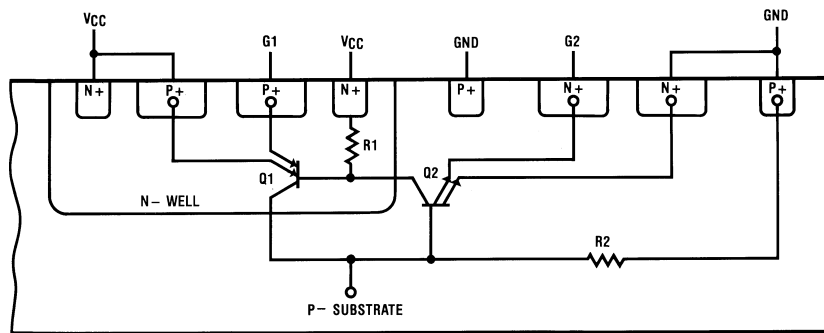 VCC
G1
VCC
GND
G2
GND
N+
P+
P+
N+
P+
N+
N+
P+
R1
Q1
Q2
N– WELL
R2
P– SUBSTRATE